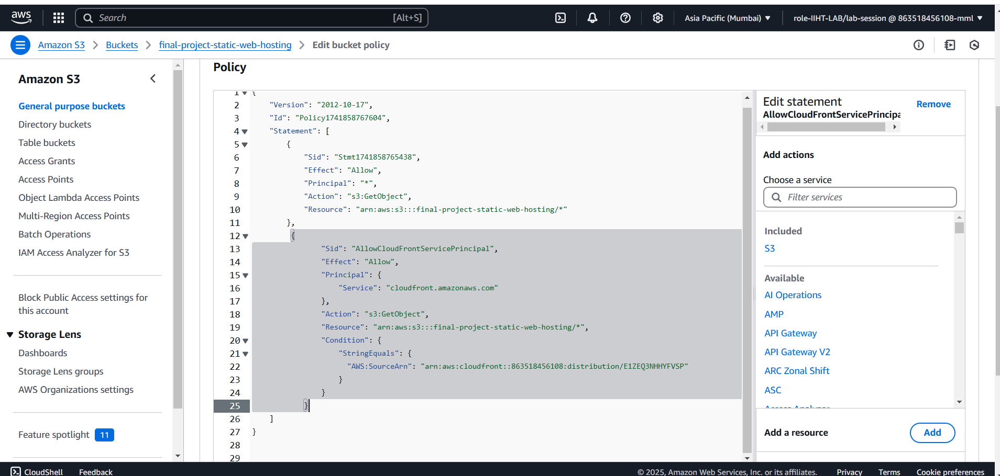 aws
Search
[Alt+S]
Asia Pacific (Mumbai)
role-IIHT-LAB/lab-session @ 863518456108-mml
Amazon S3
Buckets
final-project-static-web-hosting
Edit bucket policy
Amazon S3
General purpose buckets
Directory buckets
Table buckets
Access Grants
Access Points
Object Lambda Access Points
Multi-Region Access Points
Batch Operations
IAM Access Analyzer for S3
Block Public Access settings for
this account
Storage Lens
Dashboards
Storage Lens groups
AWS Organizations settings
Feature spotlight 11
Policy
1 {
2 "Version": "2012-10-17",
3 "Id": "Policy1741858767604",
4 "Statement": [
5 {
6 "Sid": "Stmt1741858765438",
7 "Effect": "Allow",
8 "Principal": "*",
9 "Action": "s3:GetObject",
10 "Resource": "arn:aws:s3:::final-project-static-web-hosting/*"
11 },
12 {
13 "Sid": "AllowCloudFrontServicePrincipal",
14 "Effect": "Allow",
15 "Principal": {
16 "Service": "cloudfront.amazonaws.com"
17 },
18 "Action": "s3:GetObject",
19 "Resource": "arn:aws:s3:::final-project-static-web-hosting/*",
20 "Condition": {
21 "StringEquals": {
22 "AWS:SourceArn": "arn:aws:cloudfront::863518456108:distribution/E1ZEQ3NHHYFVSP"
23 }
24 }
25 }
26 ]
27 }
28
29
Edit statement
AllowCloudFrontServicePrincipa
Remove
Add actions
Choose a service
Filter services
Included
S3
Available
AI Operations
AMP
API Gateway
API Gateway V2
ARC Zonal Shift
ASC
Access Analyzer
Add a resource
Add
CloudShell
Feedback
© 2025, Amazon Web Services, Inc. or its affiliates.
Privacy
Terms
Cookie preferences